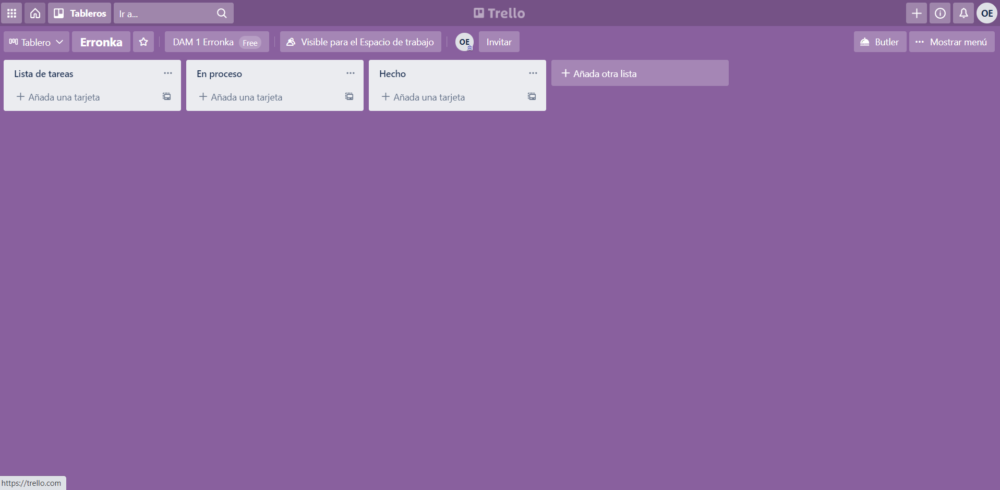 Tableros Ir a... Trello OE
Tablero Erronka DAM 1 Erronka Free Visible para el Espacio de trabajo OE Invitar Butler Mostrar menú
Lista de tareas En proceso Hecho + Añada otra lista
+ Añada una tarjeta + Añada una tarjeta + Añada una tarjeta
https://trello.com